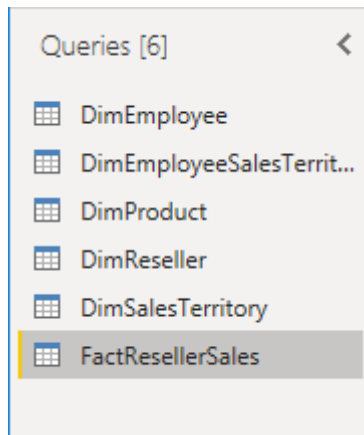 Queries [6]
DimEmployee
DimEmployeeSalesTerrit...
DimProduct
DimReseller
DimSalesTerritory
FactResellerSales